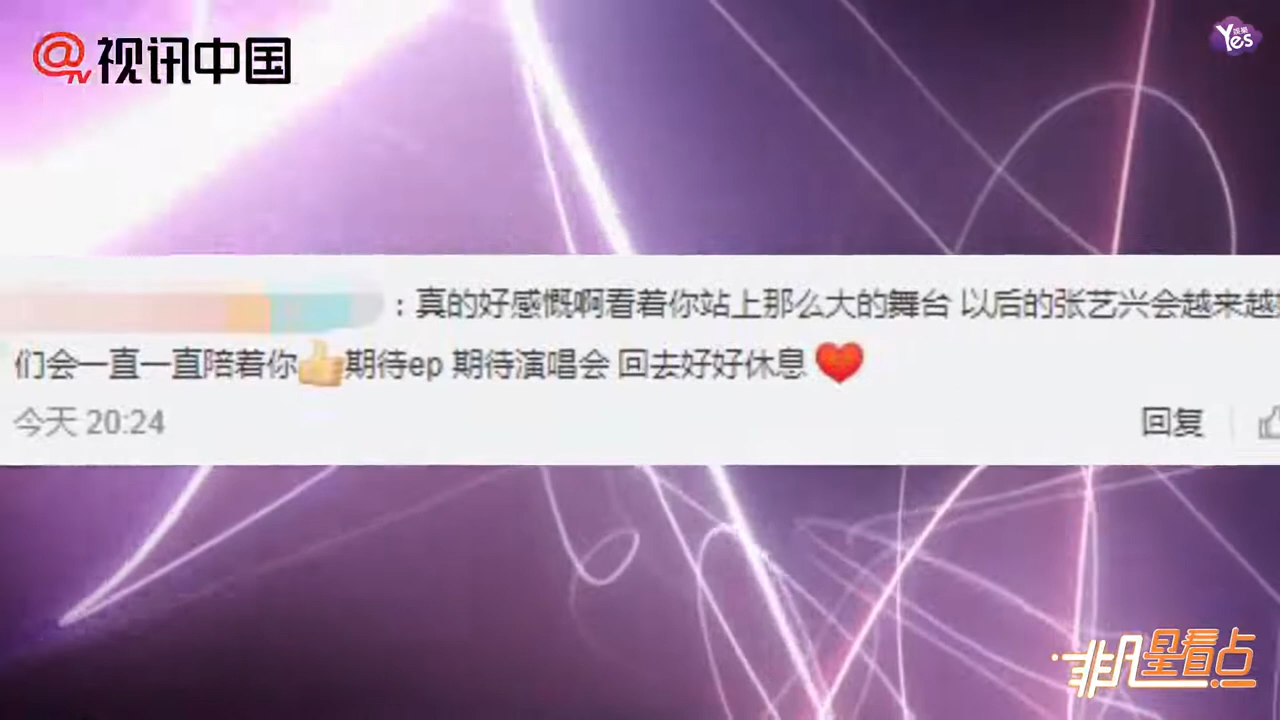 @TV 视讯中国
Yes 娱乐
：真的好感慨啊看着你站上那么大的舞台 以后的张艺兴会越来越
们会一直一直陪着你👍期待ep 期待演唱会 回去好好休息 ❤️
今天 20:24
回复
非凡星看点